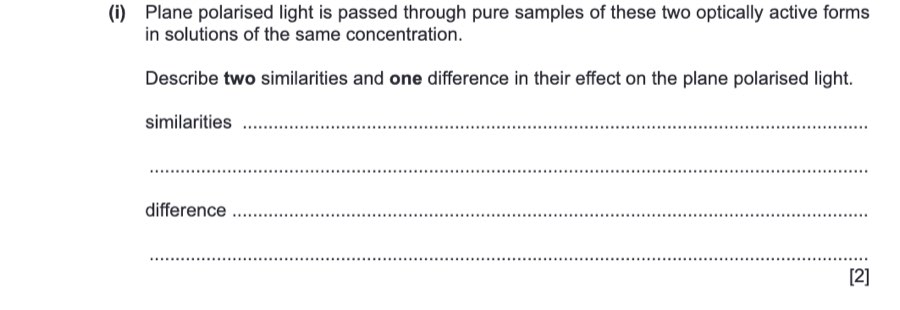 (i) Plane polarised light is passed through pure samples of these two optically active forms
in solutions of the same concentration.
Describe two similarities and one difference in their effect on the plane polarised light.
similarities ................................................................................
................................................................................
difference ................................................................................
................................................................................
[2]